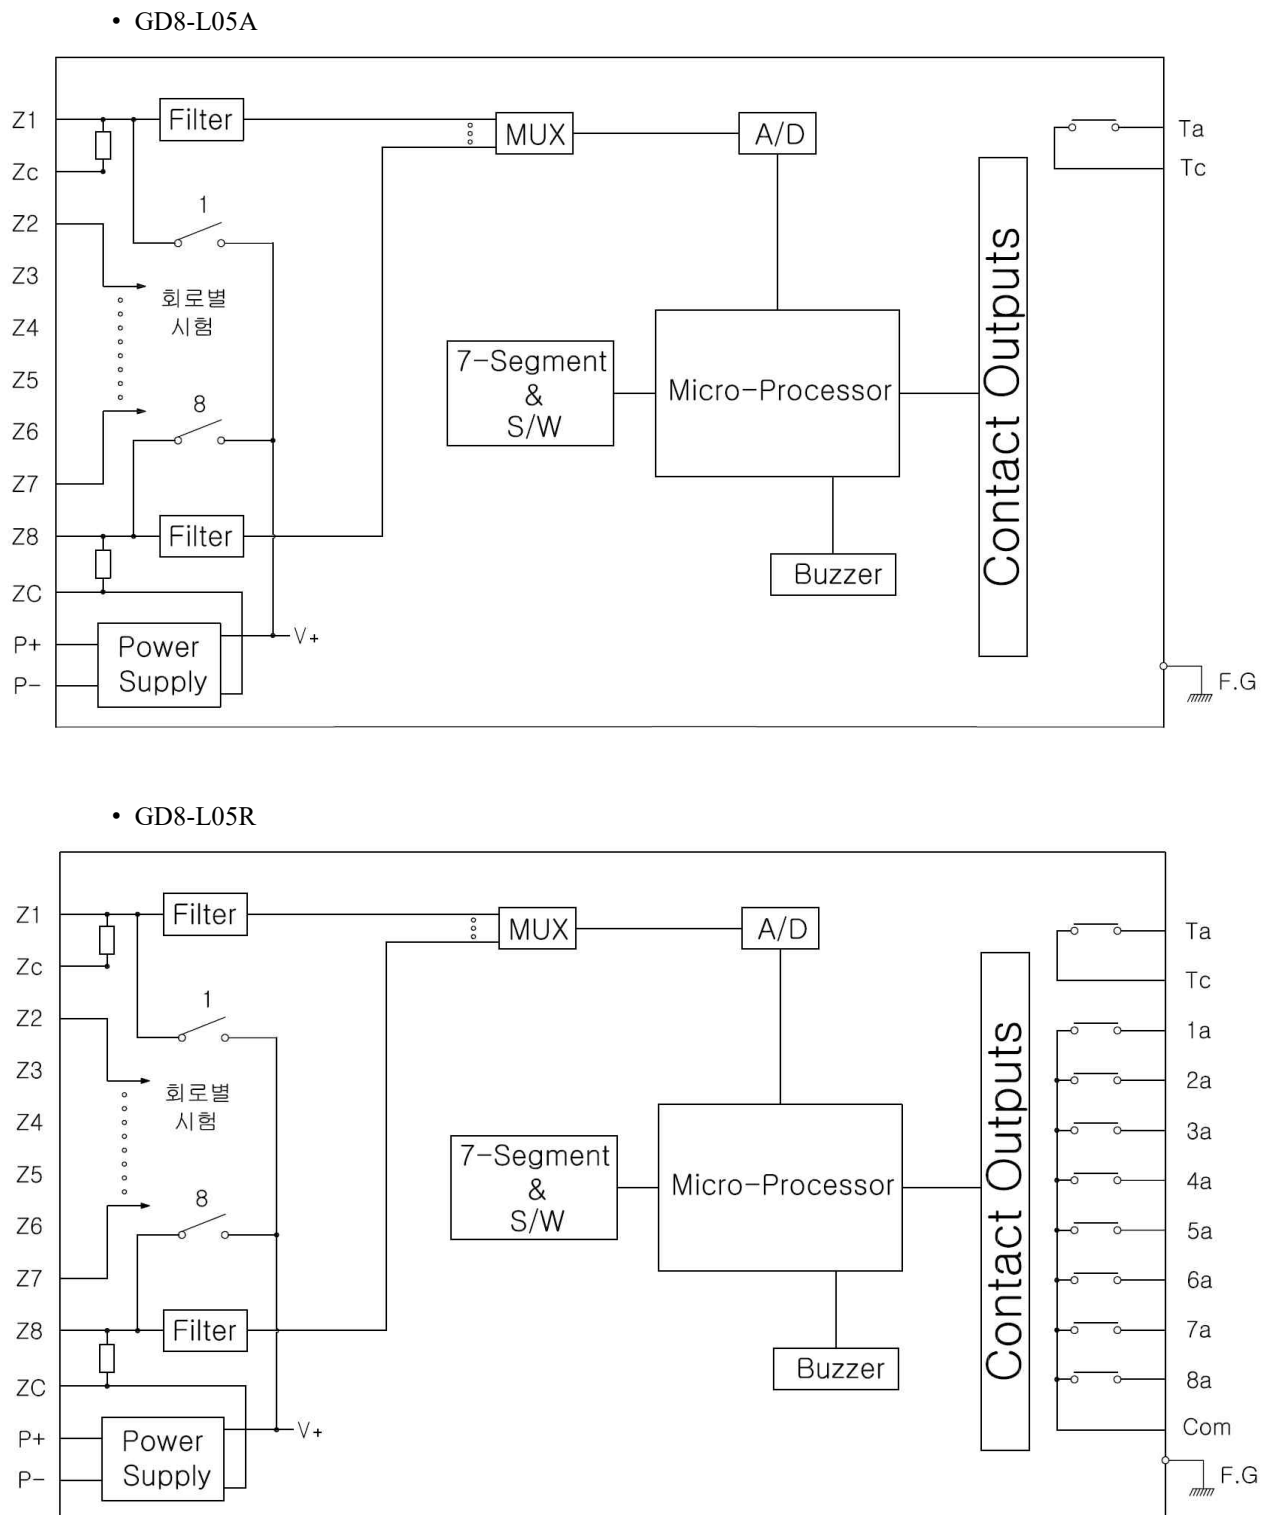 • GD8-L05A
Z1
Zc
Z2
Z3
Z4
Z5
Z6
Z7
Z8
ZC
P+
P-
Filter
1
회로별
시험
8
Filter
Power
Supply
V+
MUX
A/D
7-Segment
&
S/W
Micro-Processor
Buzzer
Contact Outputs
Ta
Tc
F.G
• GD8-L05R
Z1
Zc
Z2
Z3
Z4
Z5
Z6
Z7
Z8
ZC
P+
P-
Filter
1
회로별
시험
8
Filter
Power
Supply
V+
MUX
A/D
7-Segment
&
S/W
Micro-Processor
Buzzer
Contact Outputs
Ta
Tc
1a
2a
3a
4a
5a
6a
7a
8a
Com
F.G